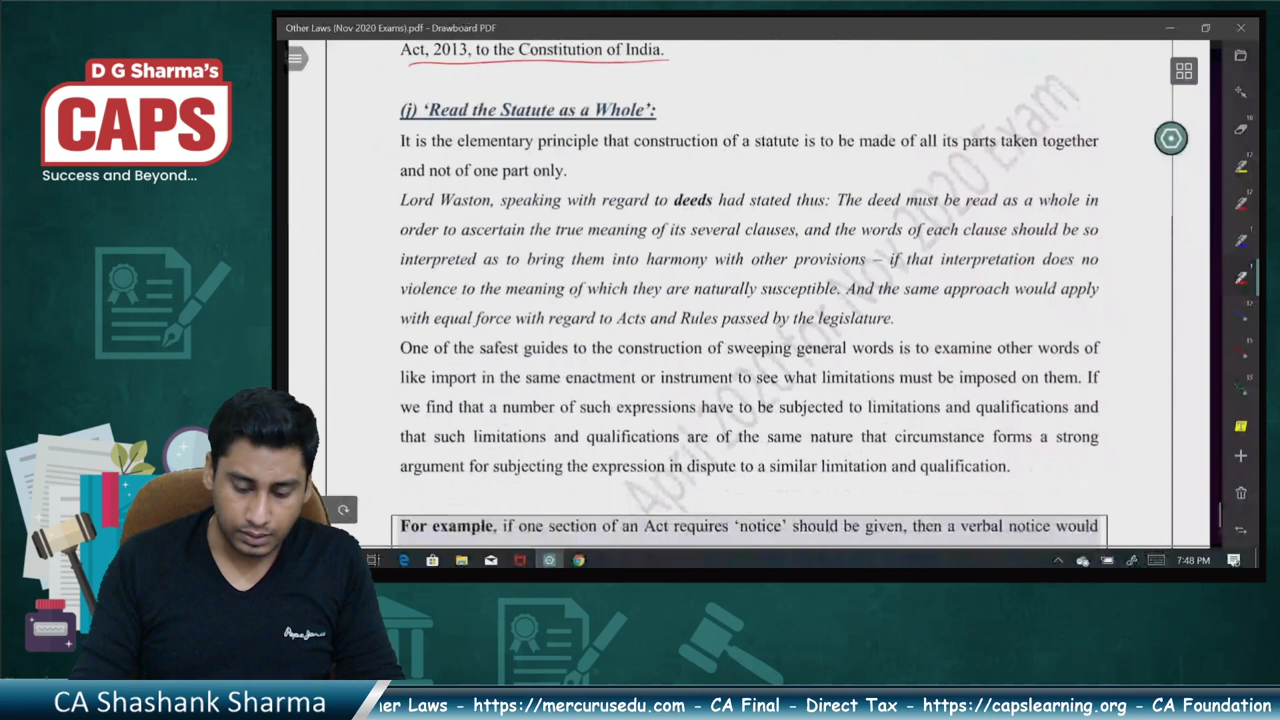 Other Laws (Nov 2020 Exams).pdf - Drawboard PDF
D G Sharma's
CAPS
Success and Beyond...
Act, 2013, to the Constitution of India.
(j) ‘Read the Statute as a Whole’:
It is the elementary principle that construction of a statute is to be made of all its parts taken together
and not of one part only.
Lord Waston, speaking with regard to deeds had stated thus: The deed must be read as a whole in
order to ascertain the true meaning of its several clauses, and the words of each clause should be so
interpreted as to bring them into harmony with other provisions – if that interpretation does no
violence to the meaning of which they are naturally susceptible. And the same approach would apply
with equal force with regard to Acts and Rules passed by the legislature.
One of the safest guides to the construction of sweeping general words is to examine other words of
like import in the same enactment or instrument to see what limitations must be imposed on them. If
we find that a number of such expressions have to be subjected to limitations and qualifications and
that such limitations and qualifications are of the same nature that circumstance forms a strong
argument for subjecting the expression in dispute to a similar limitation and qualification.
For example, if one section of an Act requires ‘notice’ should be given, then a verbal notice would
April 2020 for Nov 2020 Exam
7:48 PM
Pepe Jeans
CA Shashank Sharma
er Laws - https://mercurusedu.com - CA Final - Direct Tax - https://capslearning.org - CA Foundation